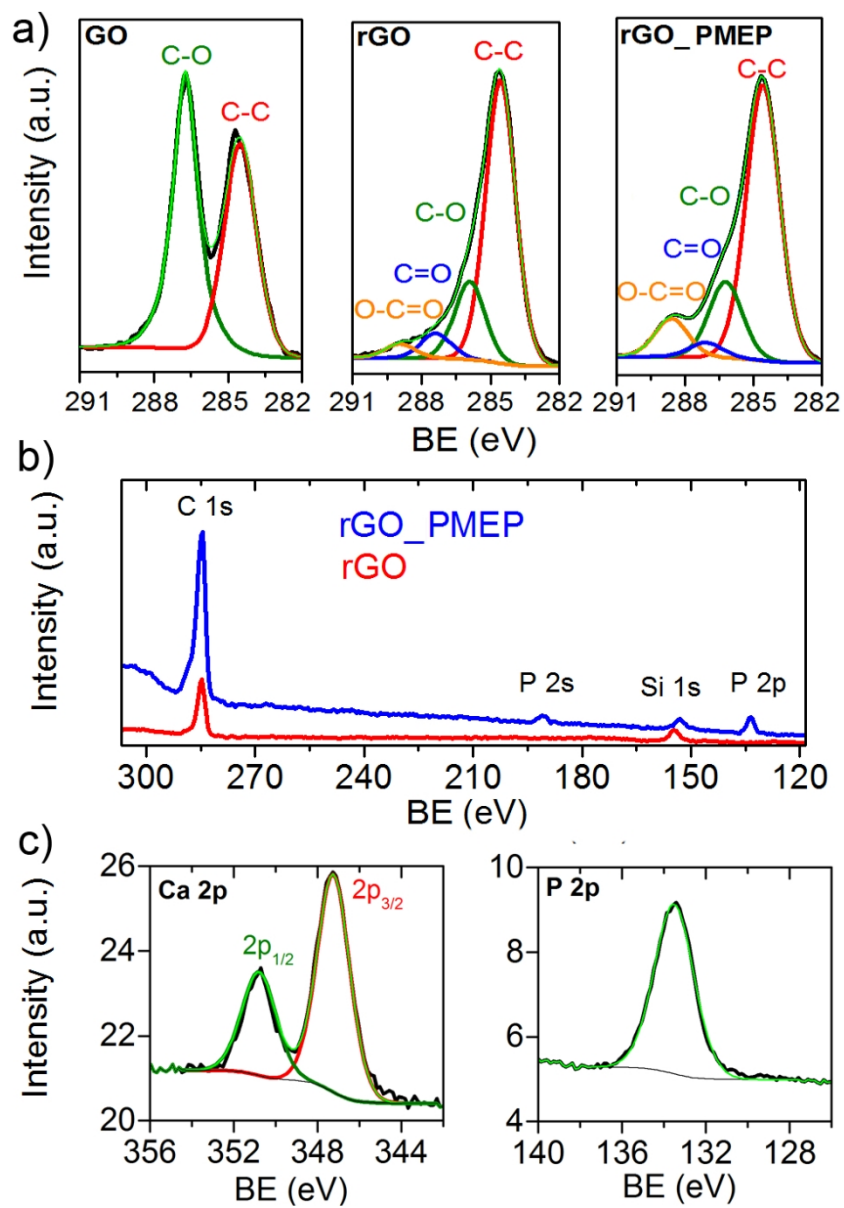 a)
GO
rGO
rGO_PMEP
C-O
C-C
C-C
C-O
C=O
O-C=O
C-C
C-O
C=O
O-C=O
Intensity (a.u.)
291 288 285 282
291 288 285 282
291 288 285 282
BE (eV)
b)
C 1s
rGO_PMEP
rGO
P 2s
Si 1s
P 2p
Intensity (a.u.)
300 270 240 210 180 150 120
BE (eV)
c)
Ca 2p
2p3/2
2p1/2
Intensity (a.u.)
26
24
22
20
356 352 348 344
BE (eV)
P 2p
10
8
6
4
140 136 132 128
BE (eV)